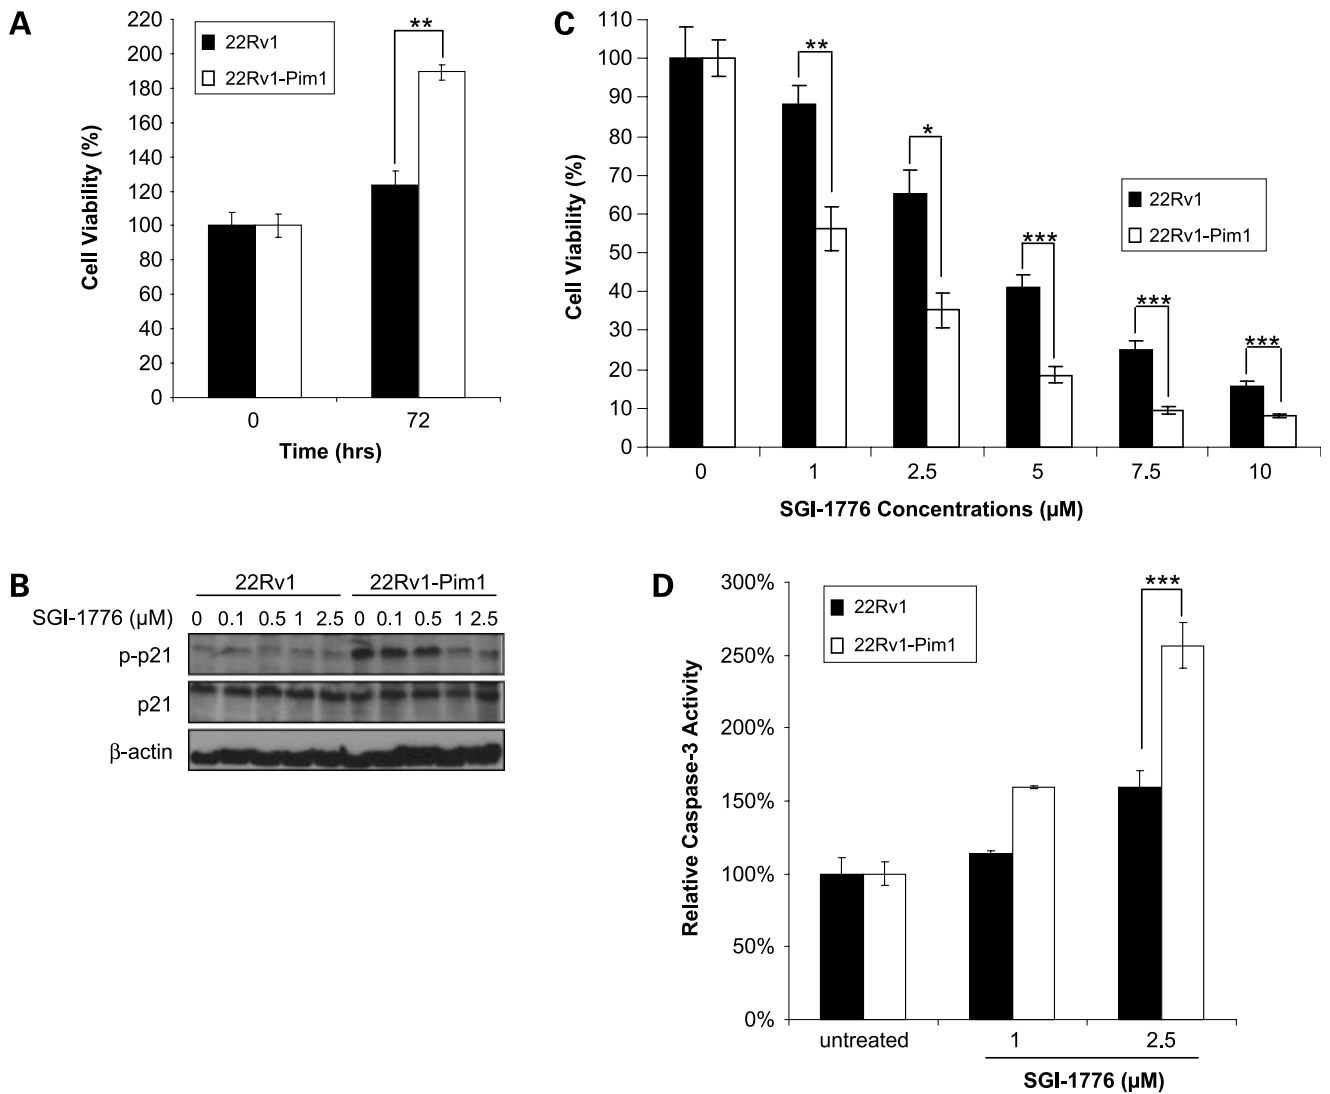 A
220
200
180
160
140
120
100
80
60
40
20
0
Cell Viability (%)
22Rv1
22Rv1-Pim1
**
0
72
Time (hrs)
C
110
100
90
80
70
60
50
40
30
20
10
0
Cell Viability (%)
**
*
***
***
***
22Rv1
22Rv1-Pim1
0 1 2.5 5 7.5 10
SGI-1776 Concentrations (µM)
B
22Rv1 22Rv1-Pim1
SGI-1776 (µM) 0 0.1 0.5 1 2.5 0 0.1 0.5 1 2.5
p-p21
p21
β-actin
D
300%
250%
200%
150%
100%
50%
0%
Relative Caspase-3 Activity
22Rv1
22Rv1-Pim1
***
untreated 1 2.5
SGI-1776 (µM)